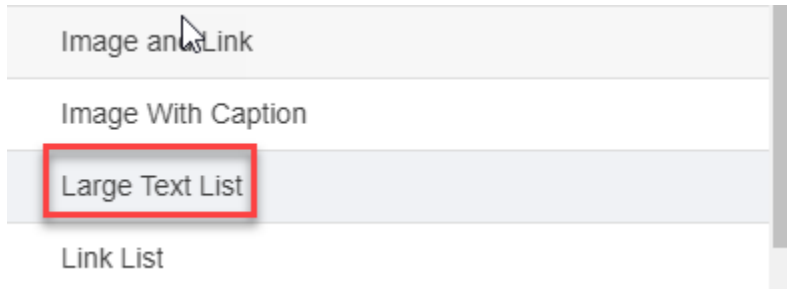 Image and Link
Image With Caption
Large Text List
Link List